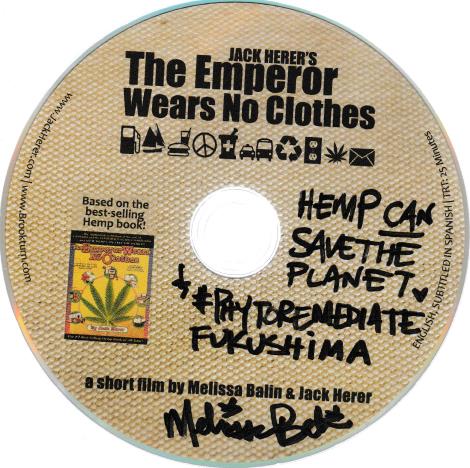 JACK HERER'S
The Emperor
Wears No Clothes
www.JackHerer.com | www.Brookturn.com
Based on the
best-selling
Hemp book!
HEMP CAN
SAVE THE
PLANET
& #PHYTOREMEDIATE
FUKUSHIMA
ENGLISH, SUBTITLED IN SPANISH | TRT: 25 Minutes
a short film by Melissa Balin & Jack Herer